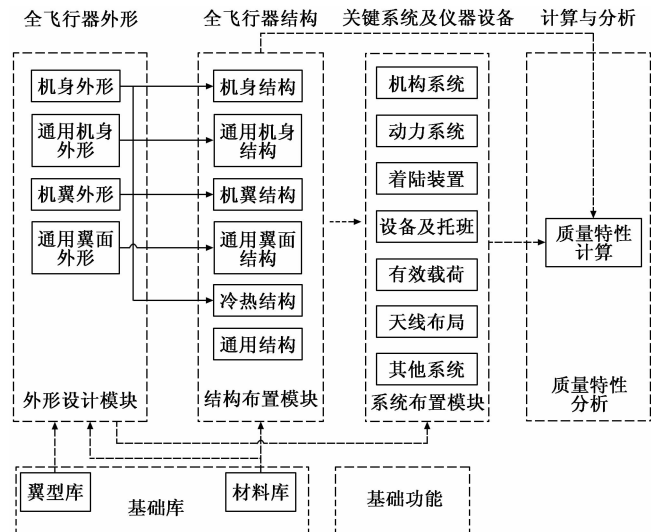 全飞行器外形
全飞行器结构
关键系统及仪器设备
计算与分析
机身外形
通用机身
外形
机翼外形
通用翼面
外形
外形设计模块
机身结构
通用机身
结构
机翼结构
通用翼面
结构
冷热结构
通用结构
结构布置模块
机构系统
动力系统
着陆装置
设备及托班
有效载荷
天线布局
其他系统
系统布置模块
质量特性
计算
质量特性
分析
翼型库
基础库
材料库
基础功能